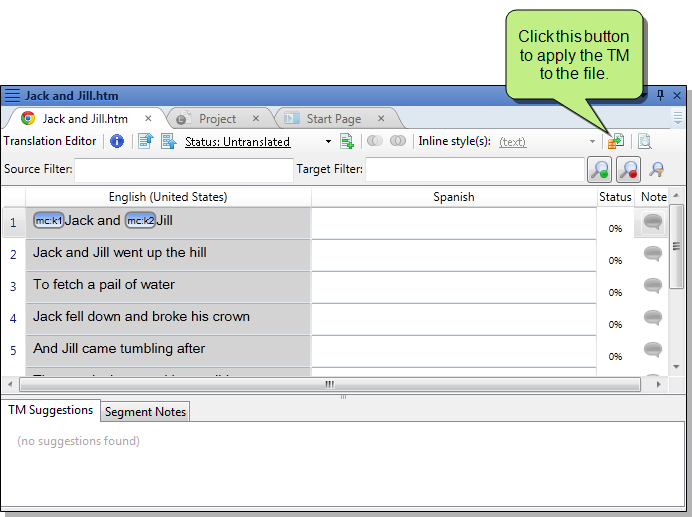 Click this button
to apply the TM
to the file.
Jack and Jill.htm
Jack and Jill.htm Project Start Page
Translation Editor Status: Untranslated Inline style(s): (text)
Source Filter: Target Filter:
English (United States) Spanish Status Note
1 mc:k1 Jack and mc:k2 Jill 0%
2 Jack and Jill went up the hill 0%
3 To fetch a pail of water 0%
4 Jack fell down and broke his crown 0%
5 And Jill came tumbling after 0%
TM Suggestions Segment Notes
(no suggestions found)